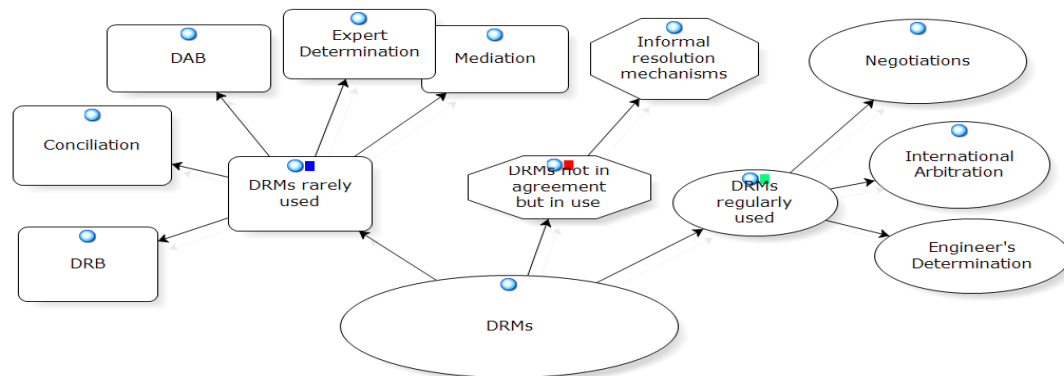 DAB
Expert
Determination
Mediation
Informal
resolution
mechanisms
Negotiations
Conciliation
DRMs rarely
used
DRMs not in
agreement
but in use
DRMs
regularly
used
International
Arbitration
DRB
Engineer's
Determination
DRMs